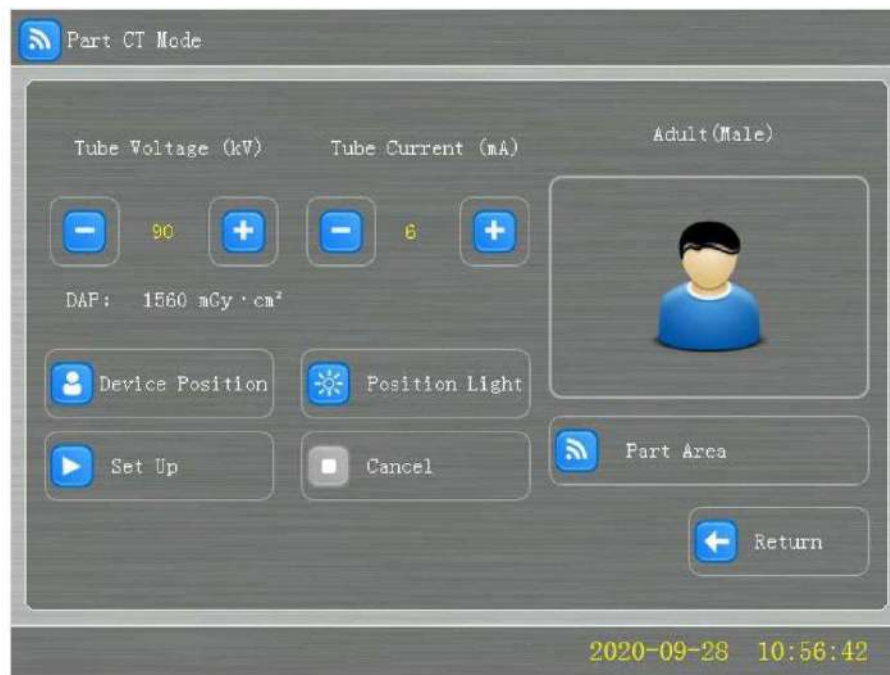 Part CT Mode
Tube Voltage (kV)
Tube Current (mA)
Adult(Male)
90
6
DAP: 1560 mGy·cm²
Device Position
Position Light
Set Up
Cancel
Part Area
Return
2020-09-28 10:56:42